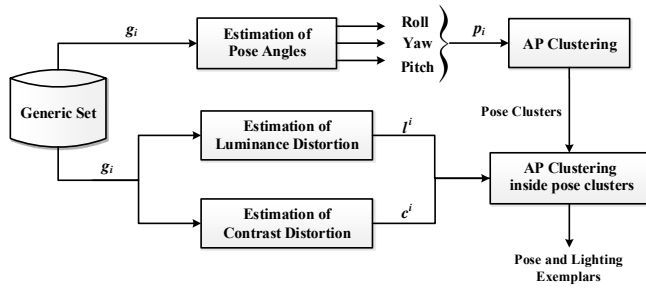 g_i
Estimation of
Pose Angles
Roll
Yaw
Pitch
p_i
AP Clustering
Generic Set
Pose Clusters
g_i
Estimation of
Luminance Distortion
l^i
AP Clustering
inside pose clusters
Estimation of
Contrast Distortion
c^i
Pose and Lighting
Exemplars